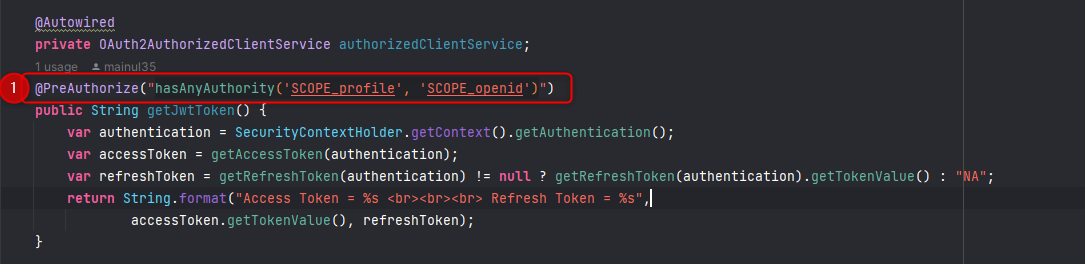 @Autowired
private OAuth2AuthorizedClientService authorizedClientService;
1 usage mainul35
1 @PreAuthorize("hasAnyAuthority('SCOPE_profile', 'SCOPE_openid')")
public String getJwtToken() {
var authentication = SecurityContextHolder.getContext().getAuthentication();
var accessToken = getAccessToken(authentication);
var refreshToken = getRefreshToken(authentication) != null ? getRefreshToken(authentication).getTokenValue() : "NA";
return String.format("Access Token = %s <br><br><br> Refresh Token = %s",
accessToken.getTokenValue(), refreshToken);
}